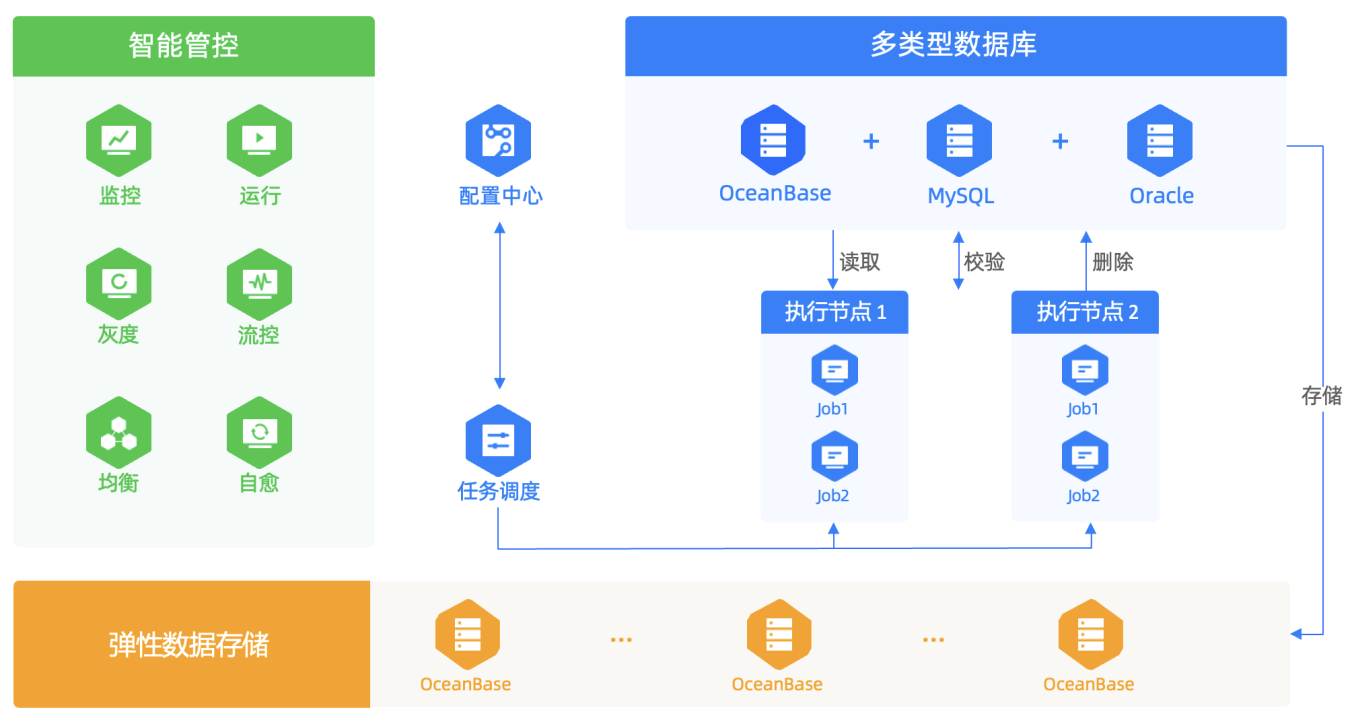 智能管控
监控
运行
灰度
流控
均衡
自愈
配置中心
任务调度
多类型数据库
OceanBase
+
MySQL
+
Oracle
读取
校验
删除
执行节点 1
Job1
Job2
执行节点 2
Job1
Job2
存储
弹性数据存储
OceanBase
...
OceanBase
...
OceanBase